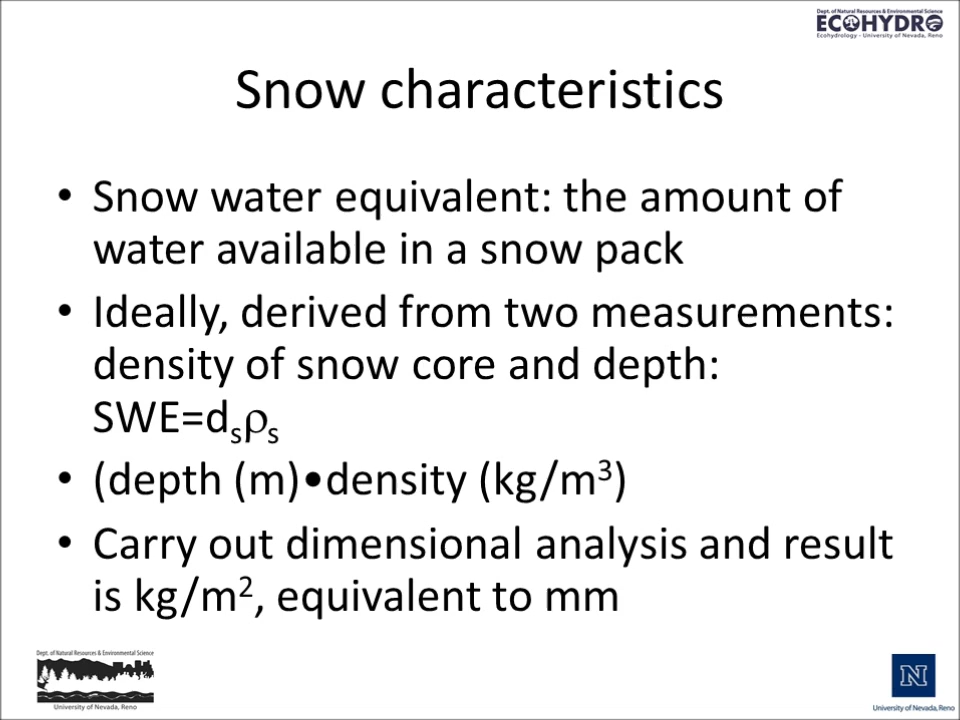 Dept. of Natural Resources & Environmental Science
ECOHYDRO
Ecohydrology - University of Nevada, Reno
Snow characteristics
• Snow water equivalent: the amount of
water available in a snow pack
• Ideally, derived from two measurements:
density of snow core and depth:
SWE=dₛρₛ
• (depth (m)•density (kg/m³)
• Carry out dimensional analysis and result
is kg/m², equivalent to mm
Dept. of Natural Resources & Environmental Science
University of Nevada, Reno
N
University of Nevada, Reno